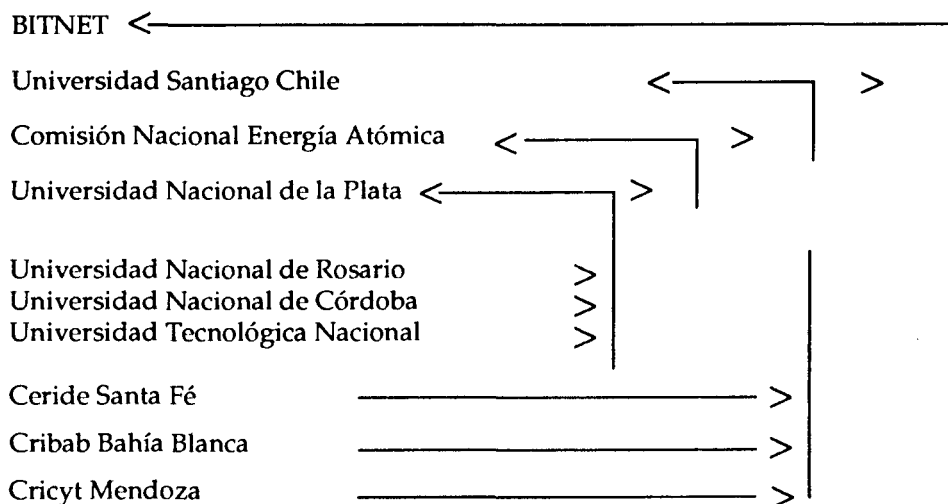 BITNET
Universidad Santiago Chile
Comisión Nacional Energía Atómica
Universidad Nacional de la Plata
Universidad Nacional de Rosario
Universidad Nacional de Córdoba
Universidad Tecnológica Nacional
Ceride Santa Fé
Cribab Bahía Blanca
Cricyt Mendoza